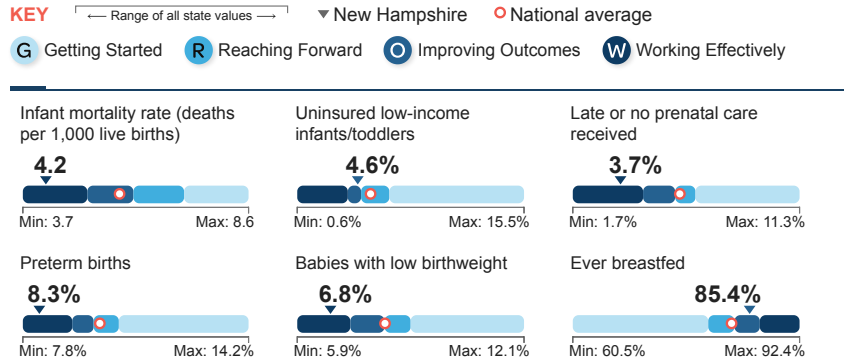 KEY
Range of all state values
New Hampshire
National average
G Getting Started
R Reaching Forward
O Improving Outcomes
W Working Effectively
Infant mortality rate (deaths
per 1,000 live births)
4.2
Min: 3.7
Max: 8.6
Uninsured low-income
infants/toddlers
4.6%
Min: 0.6%
Max: 15.5%
Late or no prenatal care
received
3.7%
Min: 1.7%
Max: 11.3%
Preterm births
8.3%
Min: 7.8%
Max: 14.2%
Babies with low birthweight
6.8%
Min: 5.9%
Max: 12.1%
Ever breastfed
85.4%
Min: 60.5%
Max: 92.4%